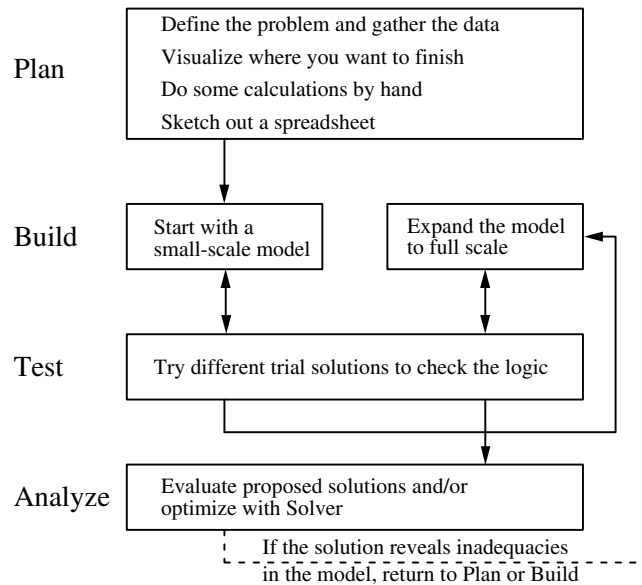 Plan
Define the problem and gather the data
Visualize where you want to finish
Do some calculations by hand
Sketch out a spreadsheet
Build
Start with a
small-scale model
Expand the model
to full scale
Test
Try different trial solutions to check the logic
Analyze
Evaluate proposed solutions and/or
optimize with Solver
If the solution reveals inadequacies
in the model, return to Plan or Build